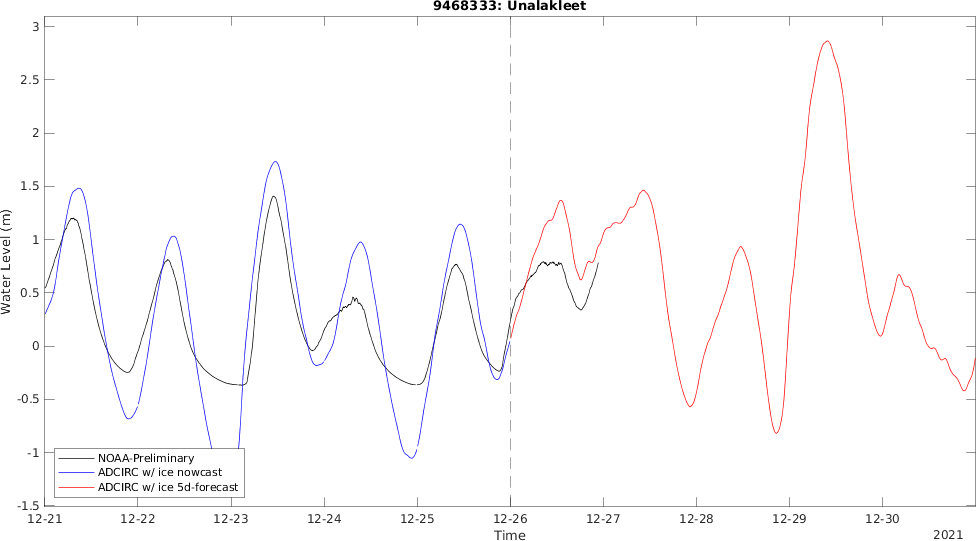 9468333: Unalakleet
Water Level (m)
3
2.5
2
1.5
1
0.5
0
-0.5
-1
-1.5
NOAA-Preliminary
ADCIRC w/ ice nowcast
ADCIRC w/ ice 5d-forecast
12-21 12-22 12-23 12-24 12-25 12-26 12-27 12-28 12-29 12-30
Time
2021